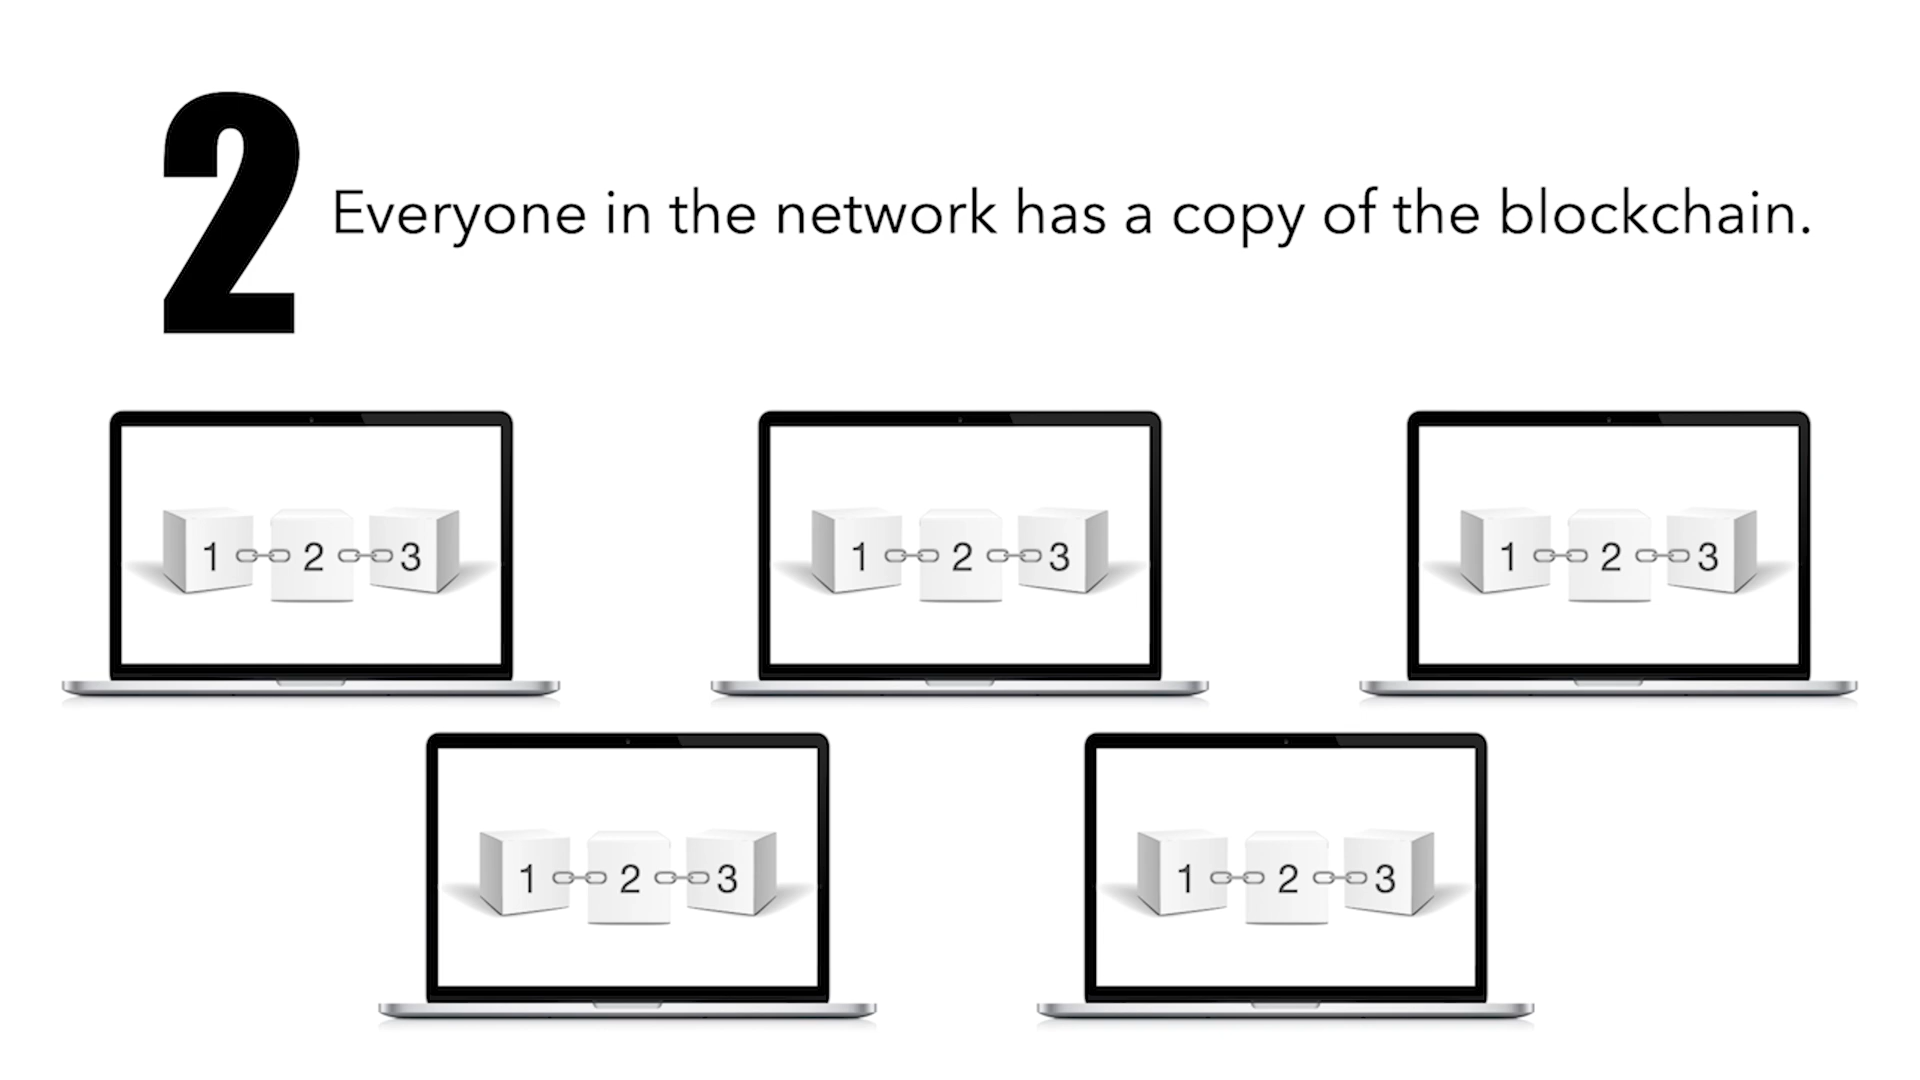 2
Everyone in the network has a copy of the blockchain.
1 2 3
1 2 3
1 2 3
1 2 3
1 2 3